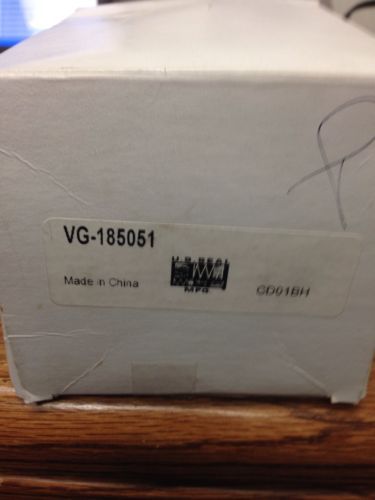 VG-185051
U.S. SEAL
MFG
Made in China
CD01BH